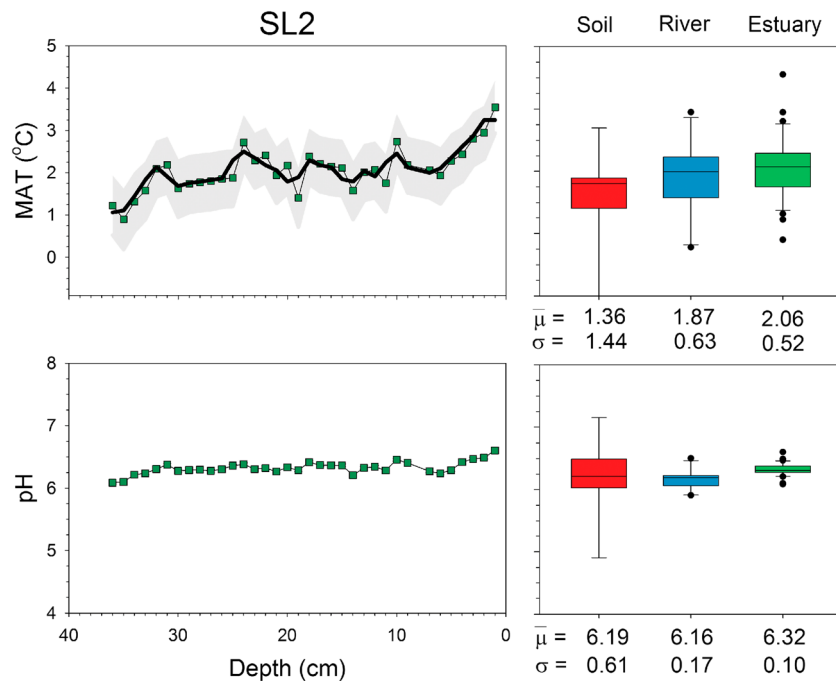 SL2
Soil River Estuary
5
4
3
2
1
0
MAT (°C)
μ̄ = 1.36 1.87 2.06
σ = 1.44 0.63 0.52
8
7
6
5
4
pH
40 30 20 10 0
Depth (cm)
μ̄ = 6.19 6.16 6.32
σ = 0.61 0.17 0.10